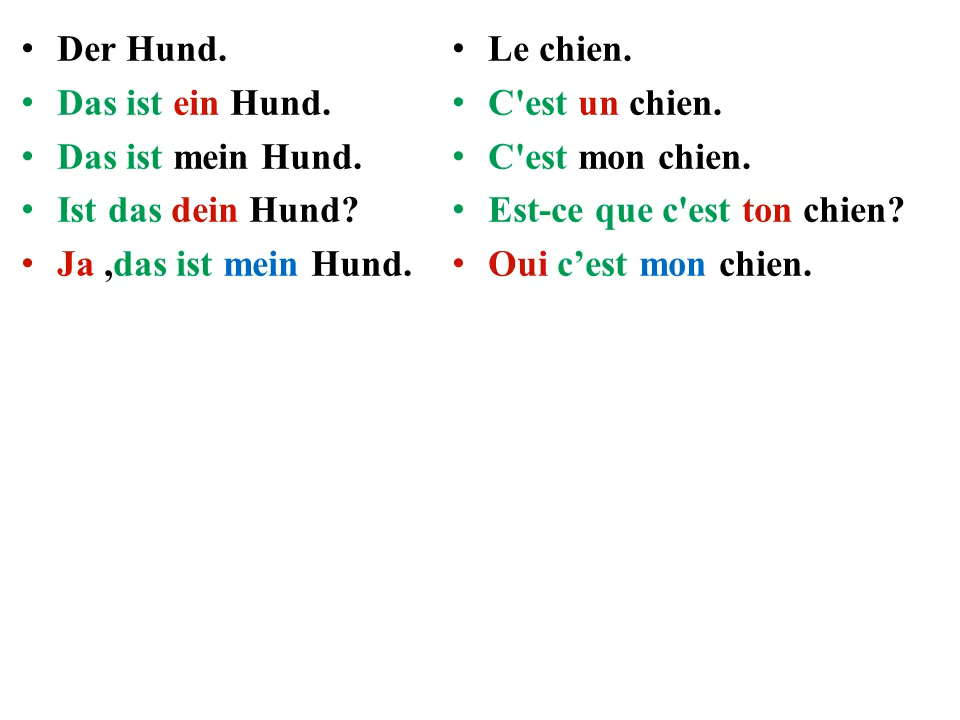 • Der Hund.
• Das ist ein Hund.
• Das ist mein Hund.
• Ist das dein Hund?
• Ja ,das ist mein Hund.
• Le chien.
• C'est un chien.
• C'est mon chien.
• Est-ce que c'est ton chien?
• Oui c’est mon chien.